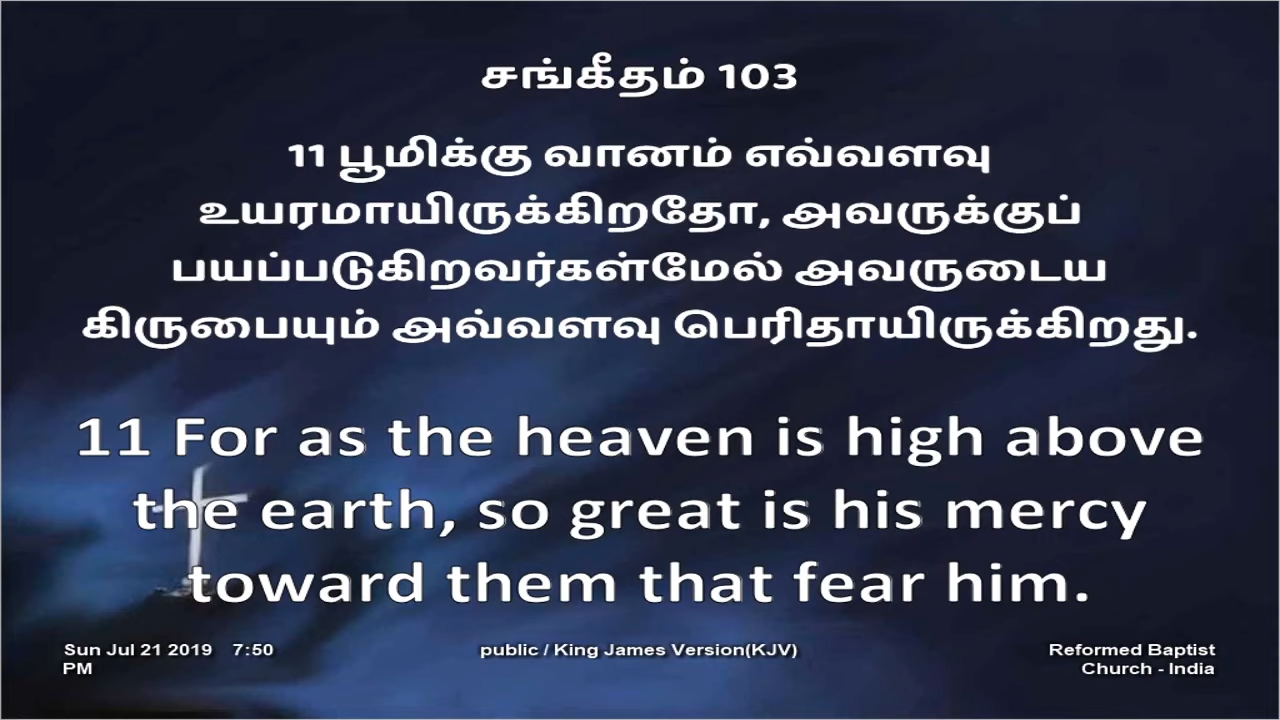 சங்கீதம் 103
11 பூமிக்கு வானம் எவ்வளவு
உயரமாயிருக்கிறதோ, அவருக்குப்
பயப்படுகிறவர்கள்மேல் அவருடைய
கிருபையும் அவ்வளவு பெரிதாயிருக்கிறது.
11 For as the heaven is high above
the earth, so great is his mercy
toward them that fear him.
Sun Jul 21 2019 7:50
PM
public / King James Version(KJV)
Reformed Baptist
Church - India